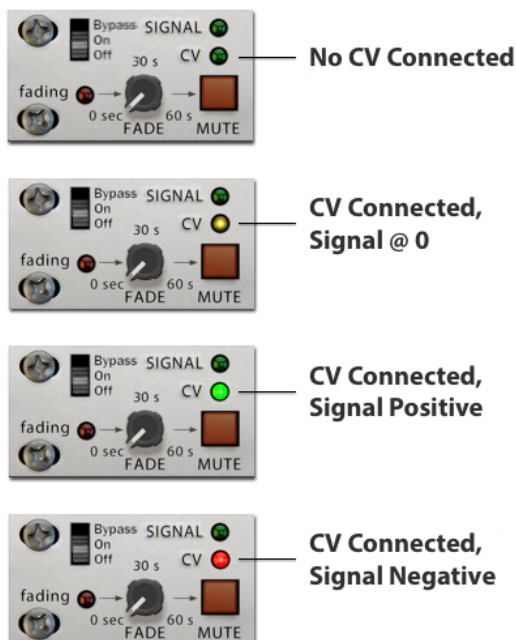 Bypass SIGNAL
On
Off CV
No CV Connected
30 s
fading
0 sec 60 s
FADE MUTE
Bypass SIGNAL
On
Off CV
CV Connected,
Signal @ 0
30 s
fading
0 sec 60 s
FADE MUTE
Bypass SIGNAL
On
Off CV
CV Connected,
Signal Positive
30 s
fading
0 sec 60 s
FADE MUTE
Bypass SIGNAL
On
Off CV
CV Connected,
Signal Negative
30 s
fading
0 sec 60 s
FADE MUTE